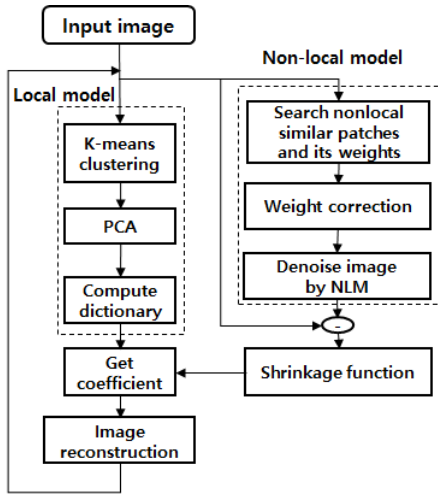 Input image
Non-local model
Local model
Search nonlocal
similar patches
and its weights
K-means
clustering
Weight correction
PCA
Denoise image
by NLM
Compute
dictionary
-
Get
coefficient
Shrinkage function
Image
reconstruction